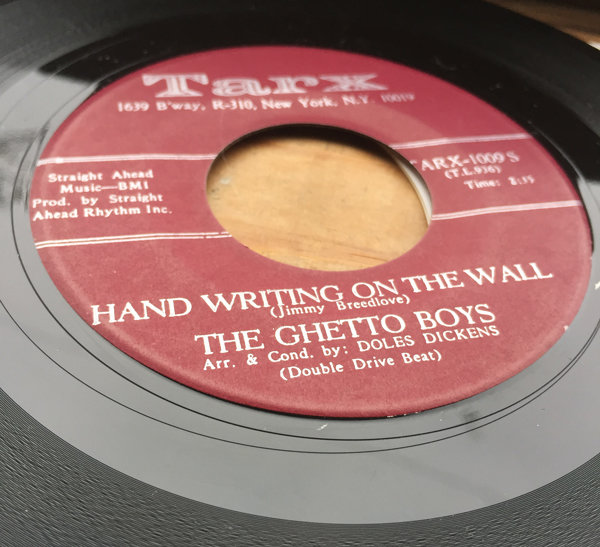 Tarx
1639 B'way, R-310, New York, N.Y. 10019
Straight Ahead
Music—BMI
Prod. by Straight
Ahead Rhythm Inc.
TARX-1009 S
(T.L.936)
Time: 2:15
HAND WRITING ON THE WALL
(Jimmy Breedlove)
THE GHETTO BOYS
Arr. & Cond. by: DOLES DICKENS
(Double Drive Beat)